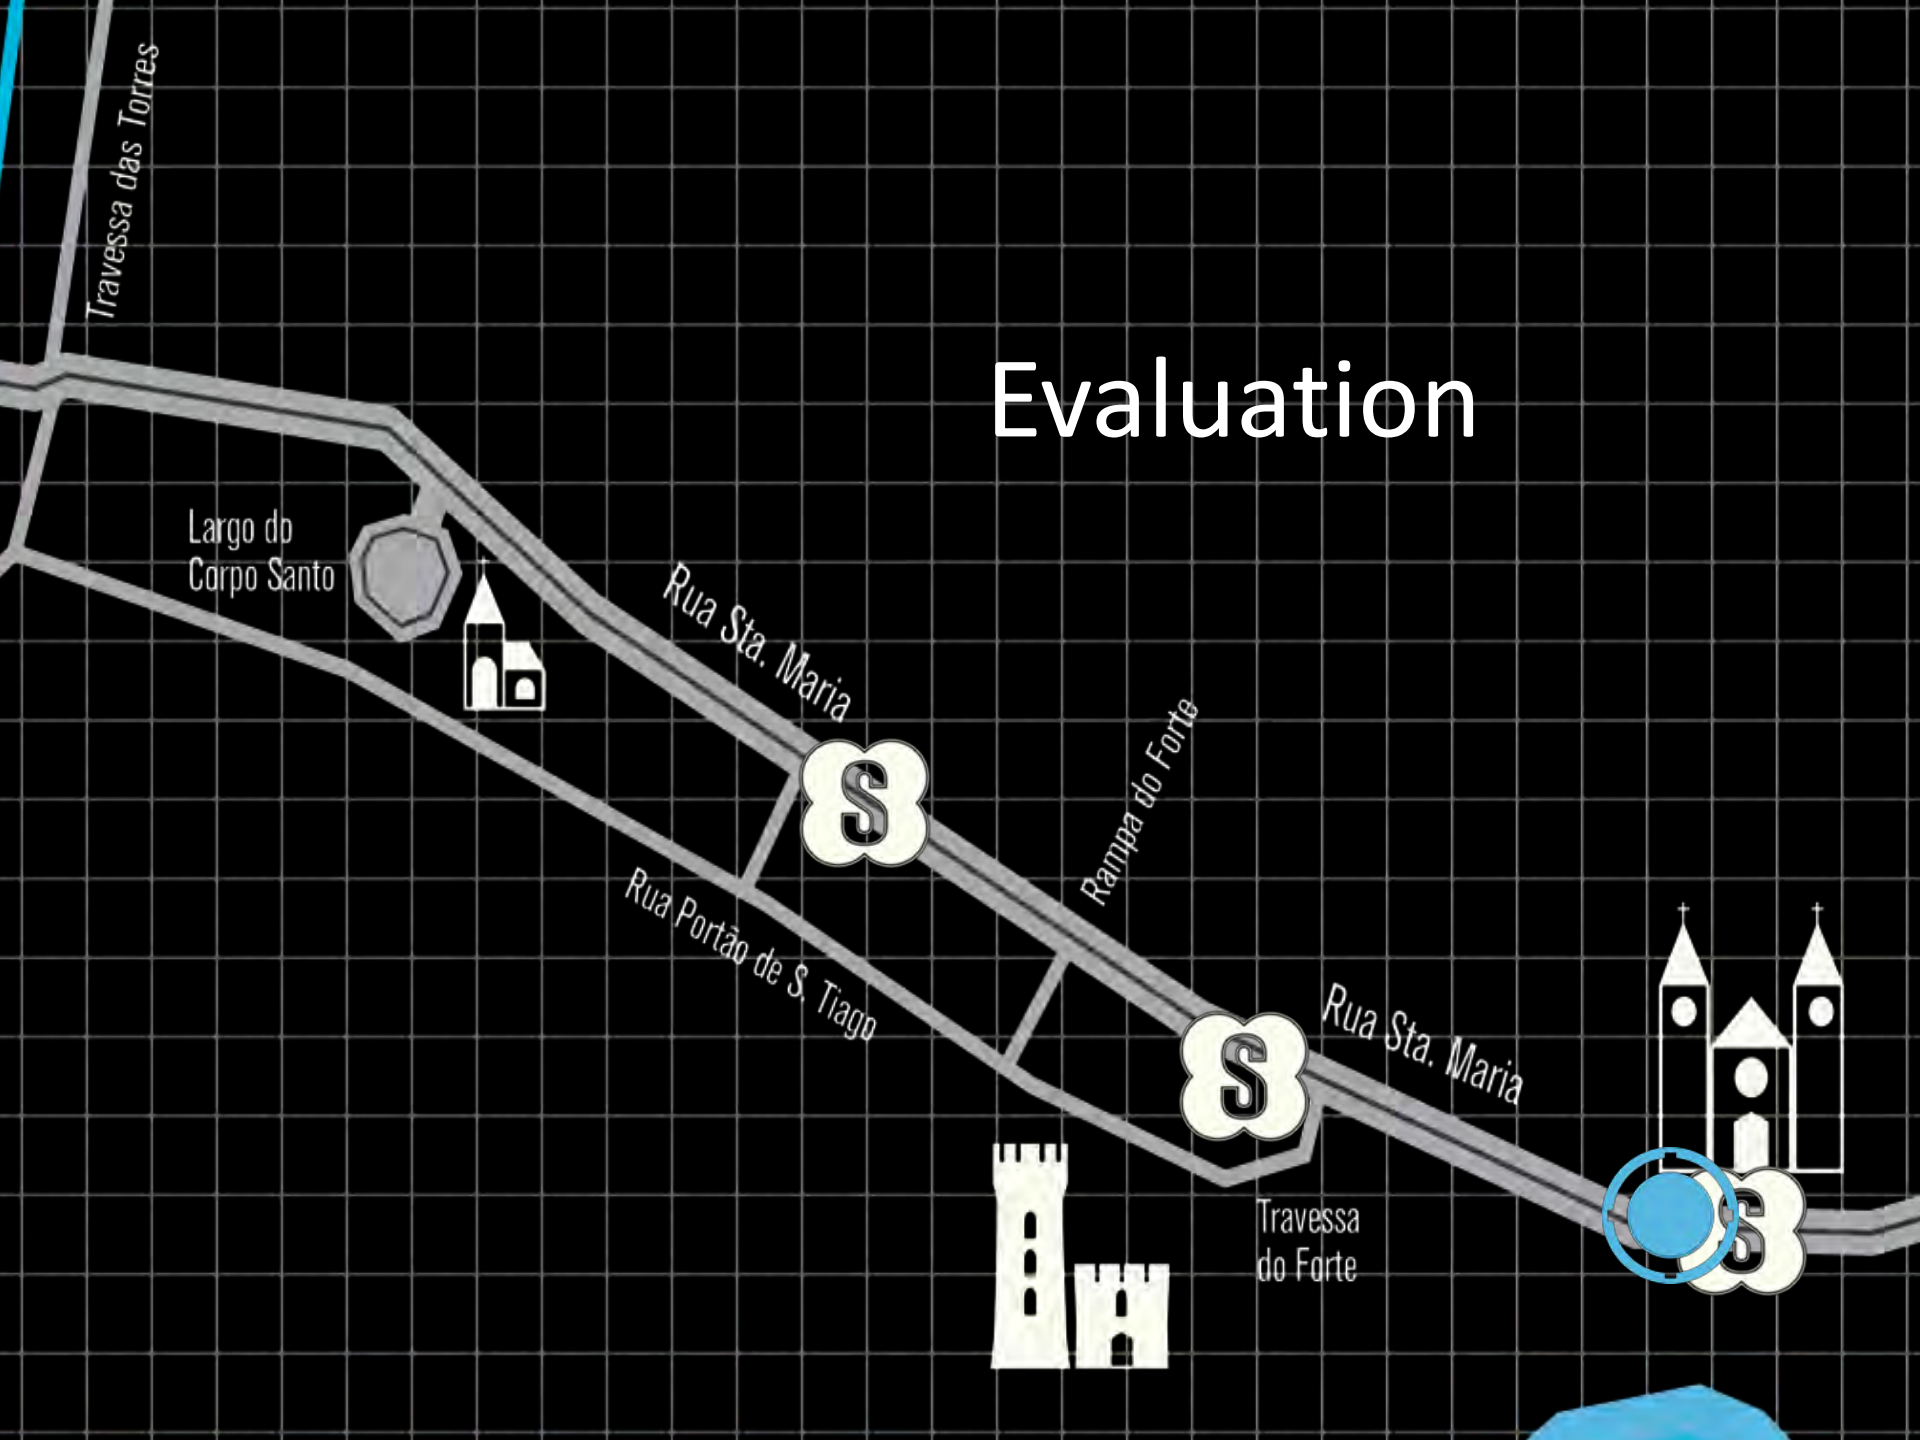 Travessa das Torres
Evaluation
Largo do
Corpo Santo
Rua Sta. Maria
Rampa do Forte
S
Rua Portão de S. Tiago
Rua Sta. Maria
S
Travessa
do Forte
S